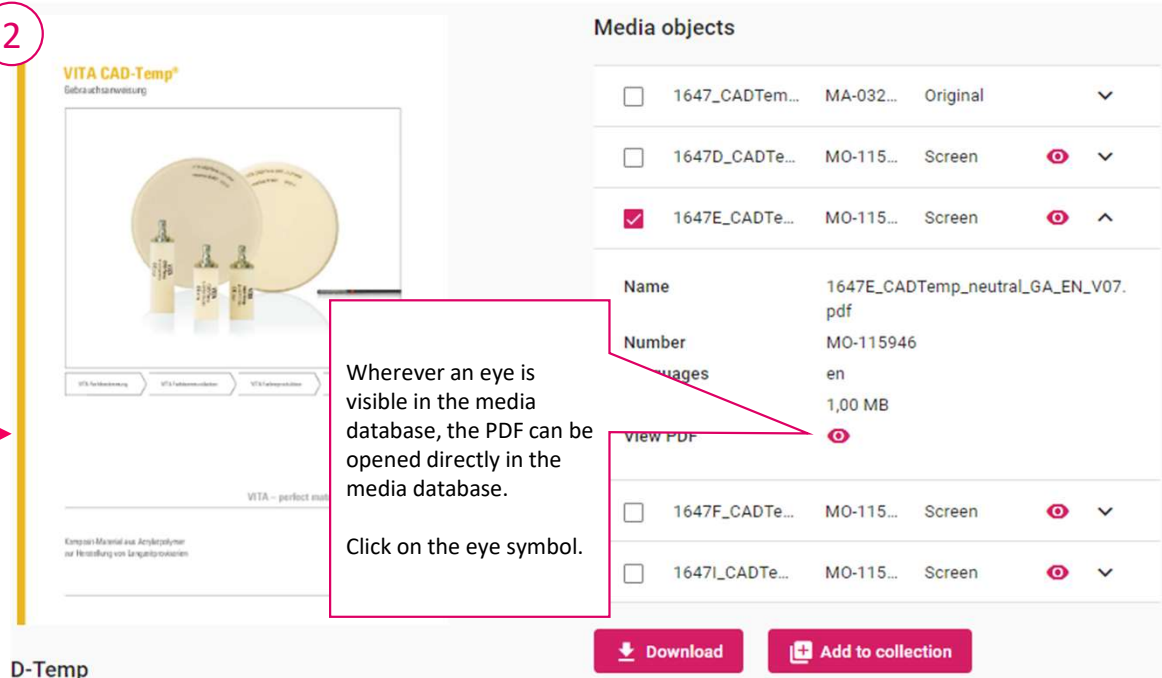 2
VITA CAD-Temp®
Gebrauchsanweisung
VITA – perfect mat
Komposit-Material aus Acrylatpolymer
zur Herstellung von Langzeitprovisorien
D-Temp
Media objects
1647_CADTem... MA-032... Original
1647D_CADTe... MO-115... Screen
1647E_CADTe... MO-115... Screen
Name 1647E_CADTemp_neutral_GA_EN_V07.
pdf
Number MO-115946
uages en
1,00 MB
View PDF
1647F_CADTe... MO-115... Screen
1647I_CADTe... MO-115... Screen
Download Add to collection
Wherever an eye is
visible in the media
database, the PDF can be
opened directly in the
media database.
Click on the eye symbol.